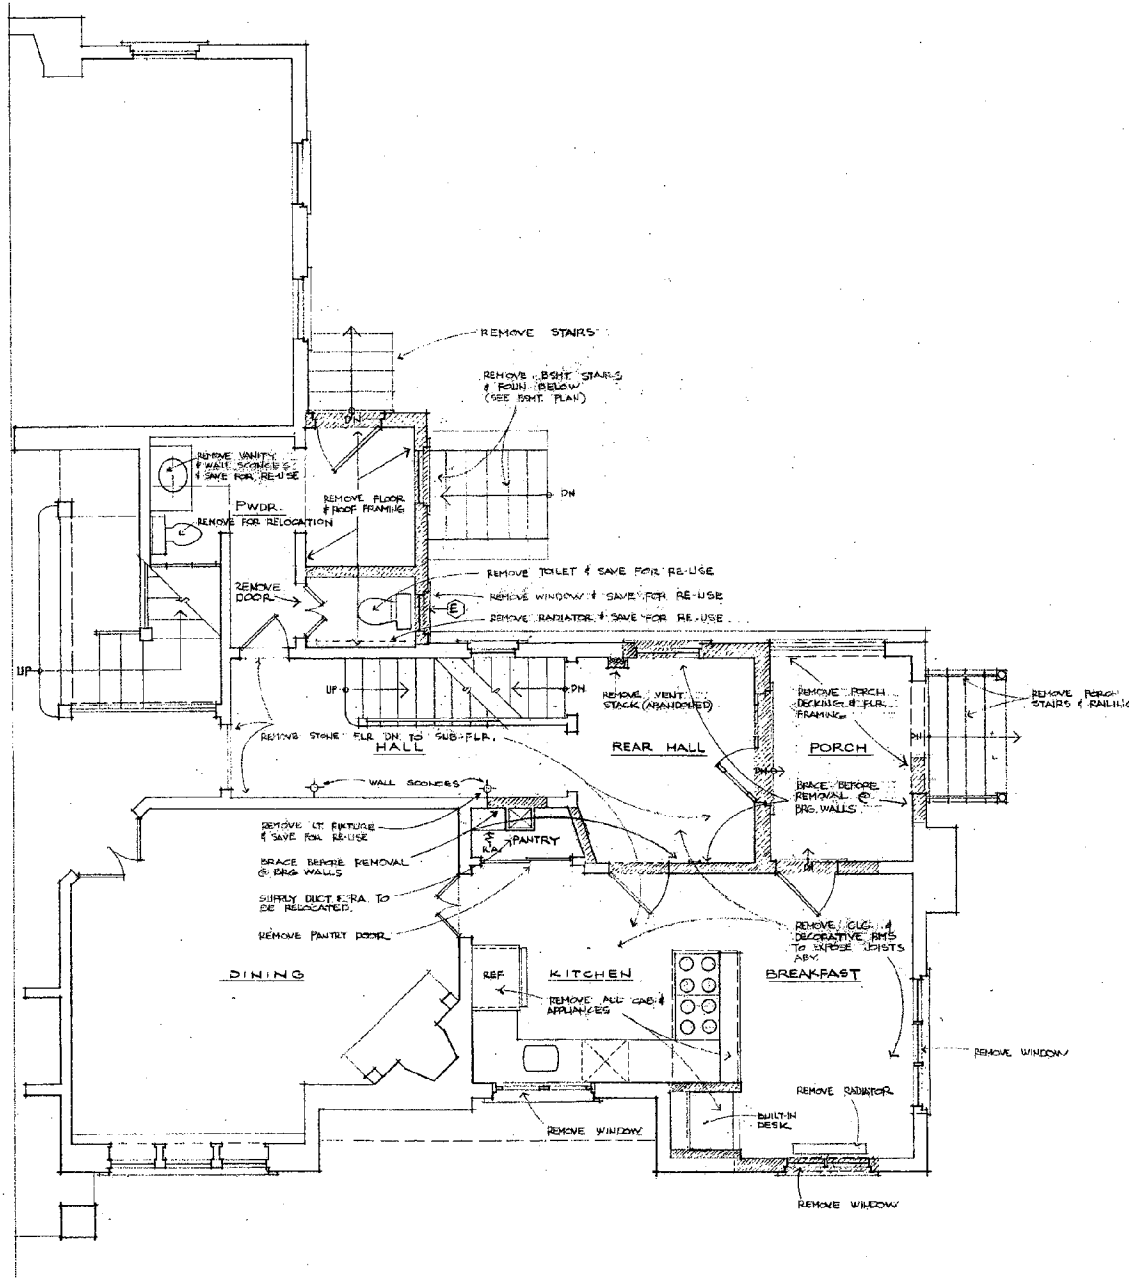 REMOVE STAIRS
REMOVE BSMT. STAIRS
& FOUN. BELOW
(SEE BSMT. PLAN)
DN
REMOVE VANITY
& WALL SCONCES
& SAVE FOR RE-USE
PWDR.
REMOVE FOR RELOCATION
REMOVE FLOOR
& ROOF FRAMING
DN
REMOVE
DOOR
REMOVE TOILET & SAVE FOR RE-USE
REMOVE WINDOW & SAVE FOR RE-USE
E
REMOVE RADIATOR & SAVE FOR RE-USE
UP
UP
DN
REMOVE VENT
STACK (ABANDONED)
REMOVE PORCH
DECKING & FLR.
FRAMING
REMOVE PORCH
STAIRS & RAILING
REMOVE STONE FLR DN. TO SUB-FLR.
HALL
REAR HALL
PORCH
DN
DN
WALL SCONCES
BRACE BEFORE
REMOVAL @
BRG. WALLS
REMOVE LT. FIXTURE
& SAVE FOR RE-USE
PANTRY
R.A.
BRACE BEFORE REMOVAL
@ BRG WALLS
DN
SUPPLY DUCT & R.A. TO
BE RELOCATED.
REMOVE PANTRY DOOR
REMOVE CLG. &
DECORATIVE BMS
TO EXPOSE JOISTS
ABV.
DINING
REF
KITCHEN
BREAKFAST
REMOVE ALL CAB &
APPLIANCES
REMOVE WINDOW
REMOVE RADIATOR
BUILT-IN
DESK
REMOVE WINDOW
REMOVE WINDOW